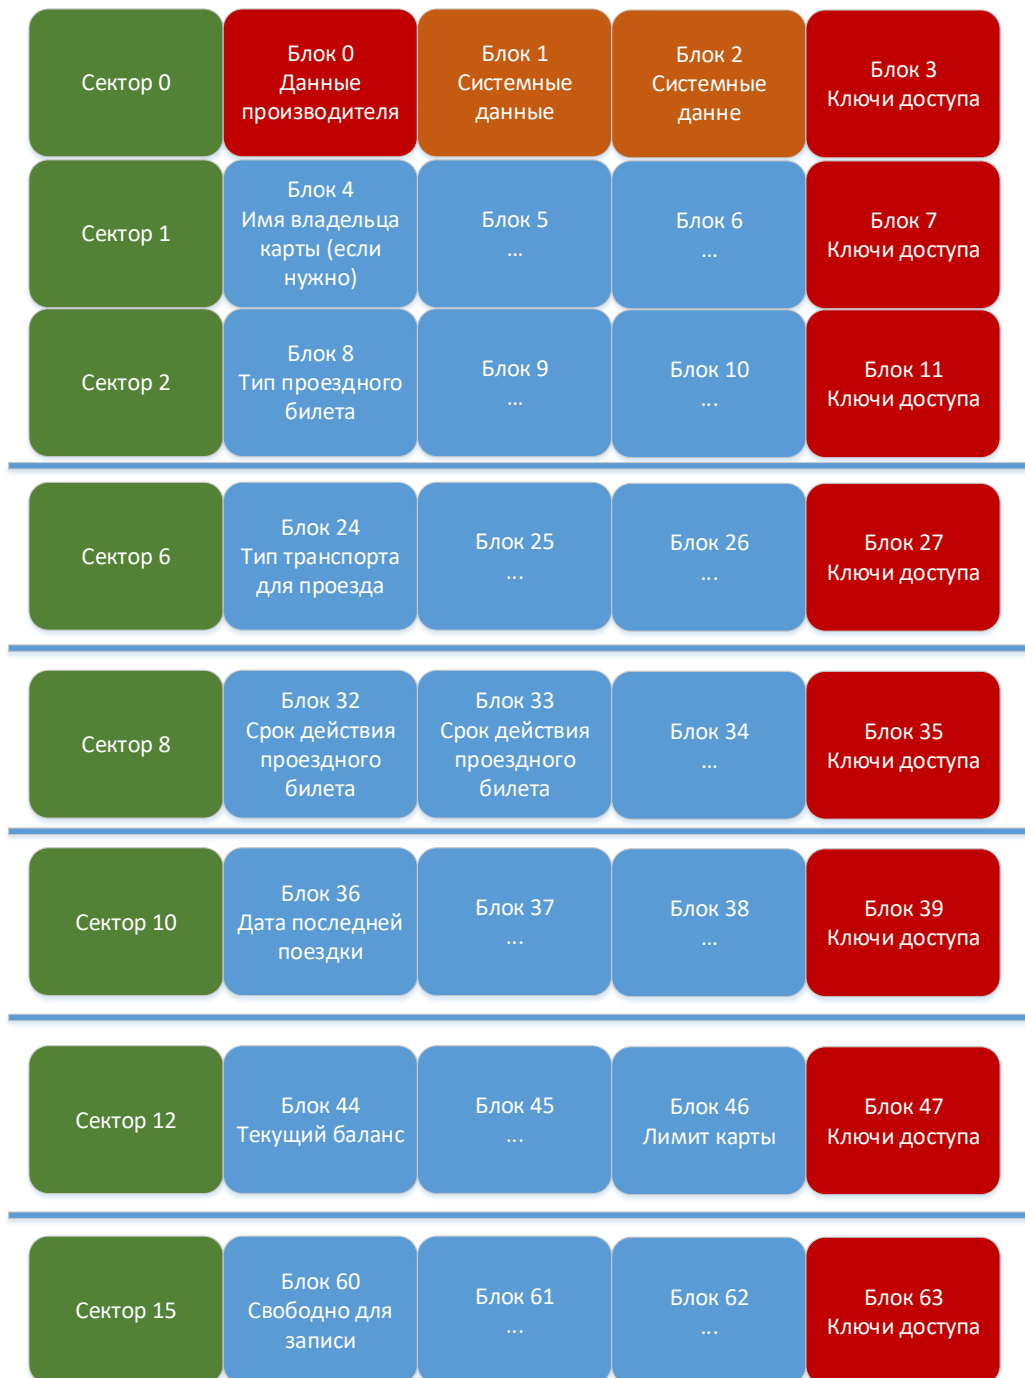 Сектор 0
Блок 0
Данные
производителя
Блок 1
Системные
данные
Блок 2
Системные
данне
Блок 3
Ключи доступа
Сектор 1
Блок 4
Имя владельца
карты (если
нужно)
Блок 5
...
Блок 6
...
Блок 7
Ключи доступа
Сектор 2
Блок 8
Тип проездного
билета
Блок 9
...
Блок 10
...
Блок 11
Ключи доступа
Сектор 6
Блок 24
Тип транспорта
для проезда
Блок 25
...
Блок 26
...
Блок 27
Ключи доступа
Сектор 8
Блок 32
Срок действия
проездного
билета
Блок 33
Срок действия
проездного
билета
Блок 34
...
Блок 35
Ключи доступа
Сектор 10
Блок 36
Дата последней
поездки
Блок 37
...
Блок 38
...
Блок 39
Ключи доступа
Сектор 12
Блок 44
Текущий баланс
Блок 45
...
Блок 46
Лимит карты
Блок 47
Ключи доступа
Сектор 15
Блок 60
Свободно для
записи
Блок 61
...
Блок 62
...
Блок 63
Ключи доступа